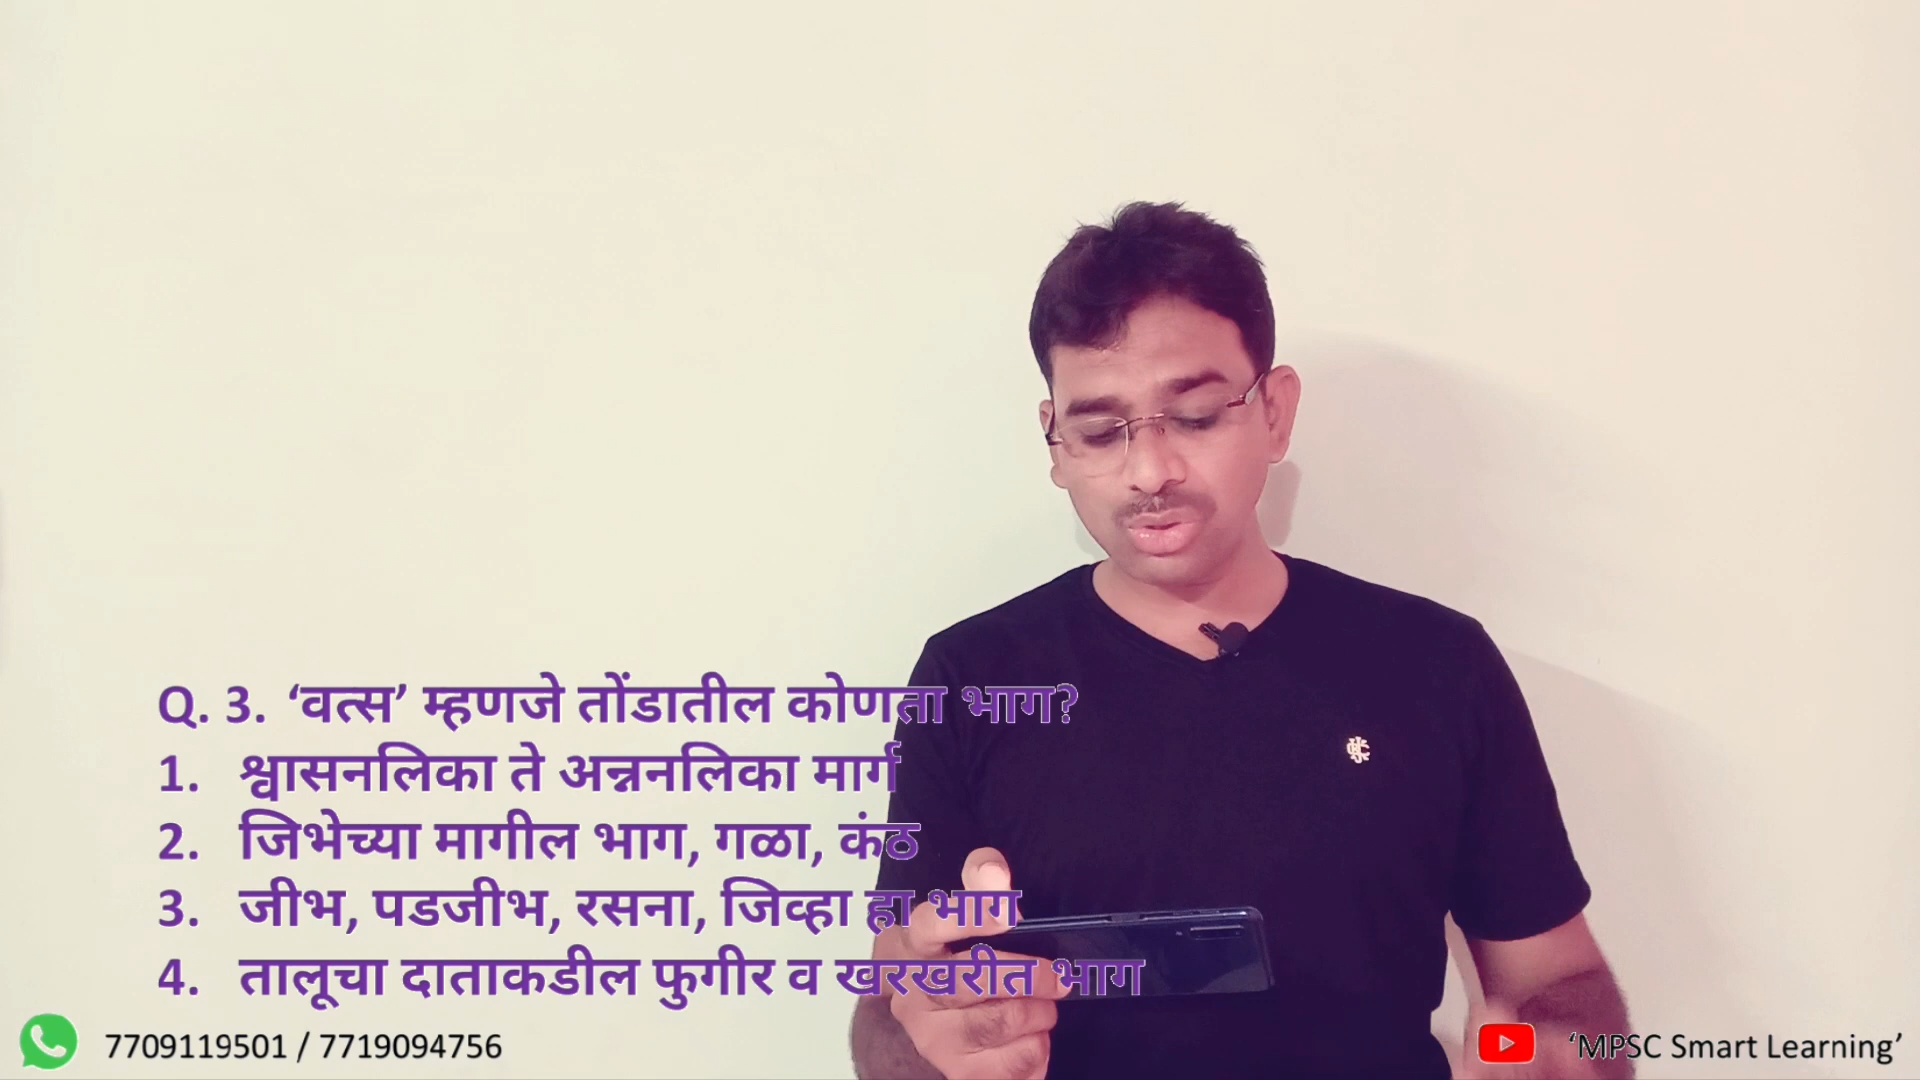 Q. 3. ‘वत्स’ म्हणजे तोंडातील कोणता भाग?
1. श्वासनलिका ते अन्ननलिका मार्ग
2. जिभेच्या मागील भाग, गळा, कंठ
3. जीभ, पडजीभ, रसना, जिव्हा हा भाग
4. तालूचा दाताकडील फुगीर व खरखरीत भाग
7709119501 / 7719094756
‘MPSC Smart Learning’